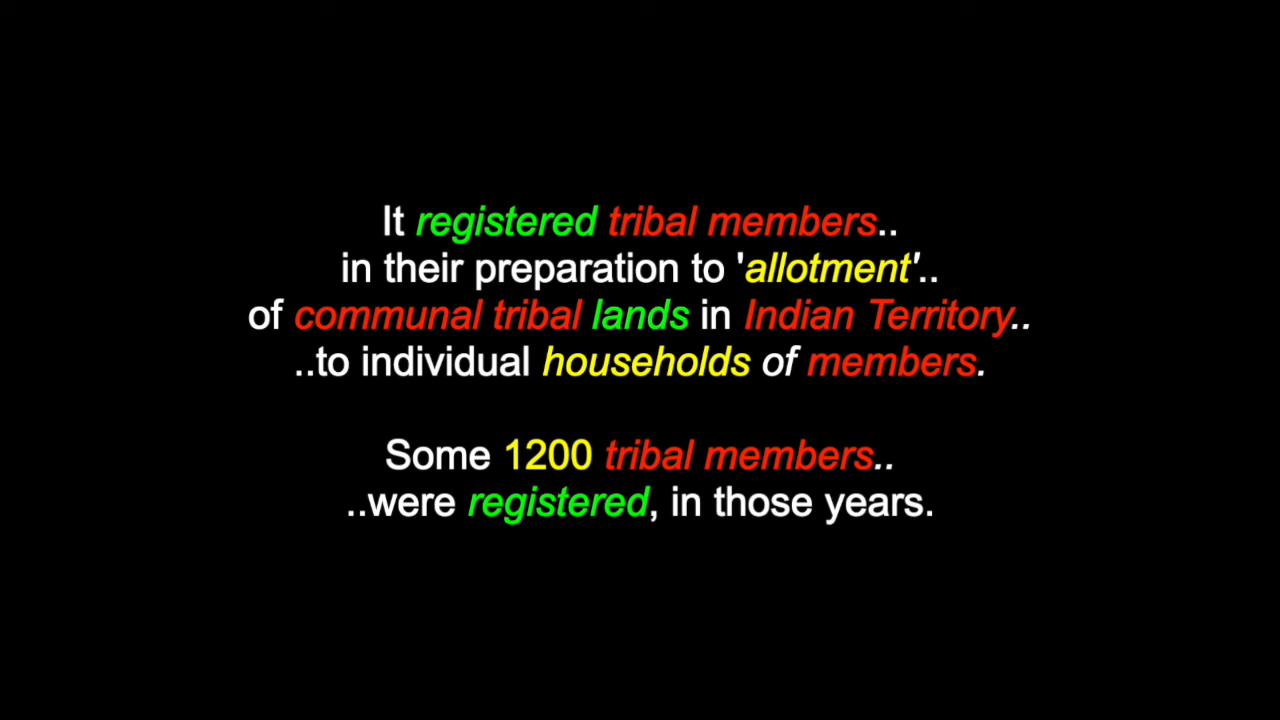 It registered tribal members..
in their preparation to 'allotment'..
of communal tribal lands in Indian Territory..
..to individual households of members.
Some 1200 tribal members..
..were registered, in those years.